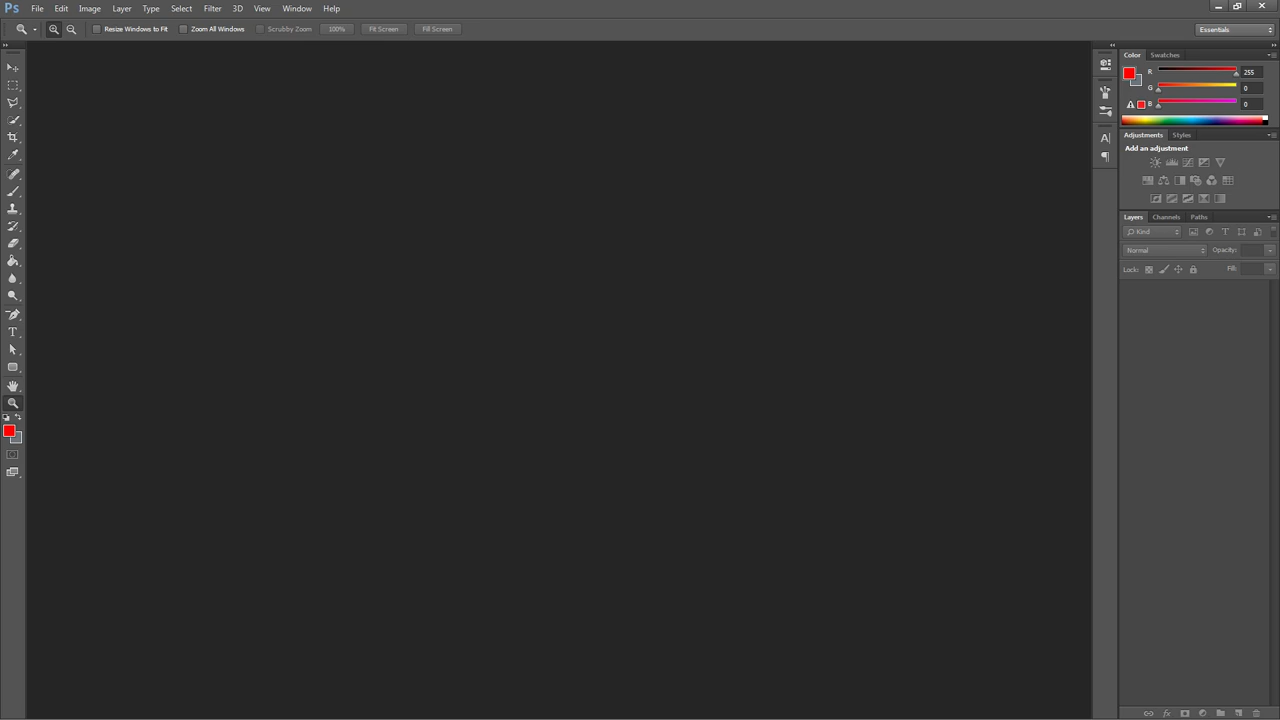 Ps File Edit Image Layer Type Select Filter 3D View Window Help
Resize Windows to Fit Zoom All Windows Scrubby Zoom 100% Fit Screen Fill Screen Essentials
Color Swatches
R 255
G 0
B 0
Adjustments Styles
Add an adjustment
Layers Channels Paths
Kind
Normal Opacity:
Lock: Fill: